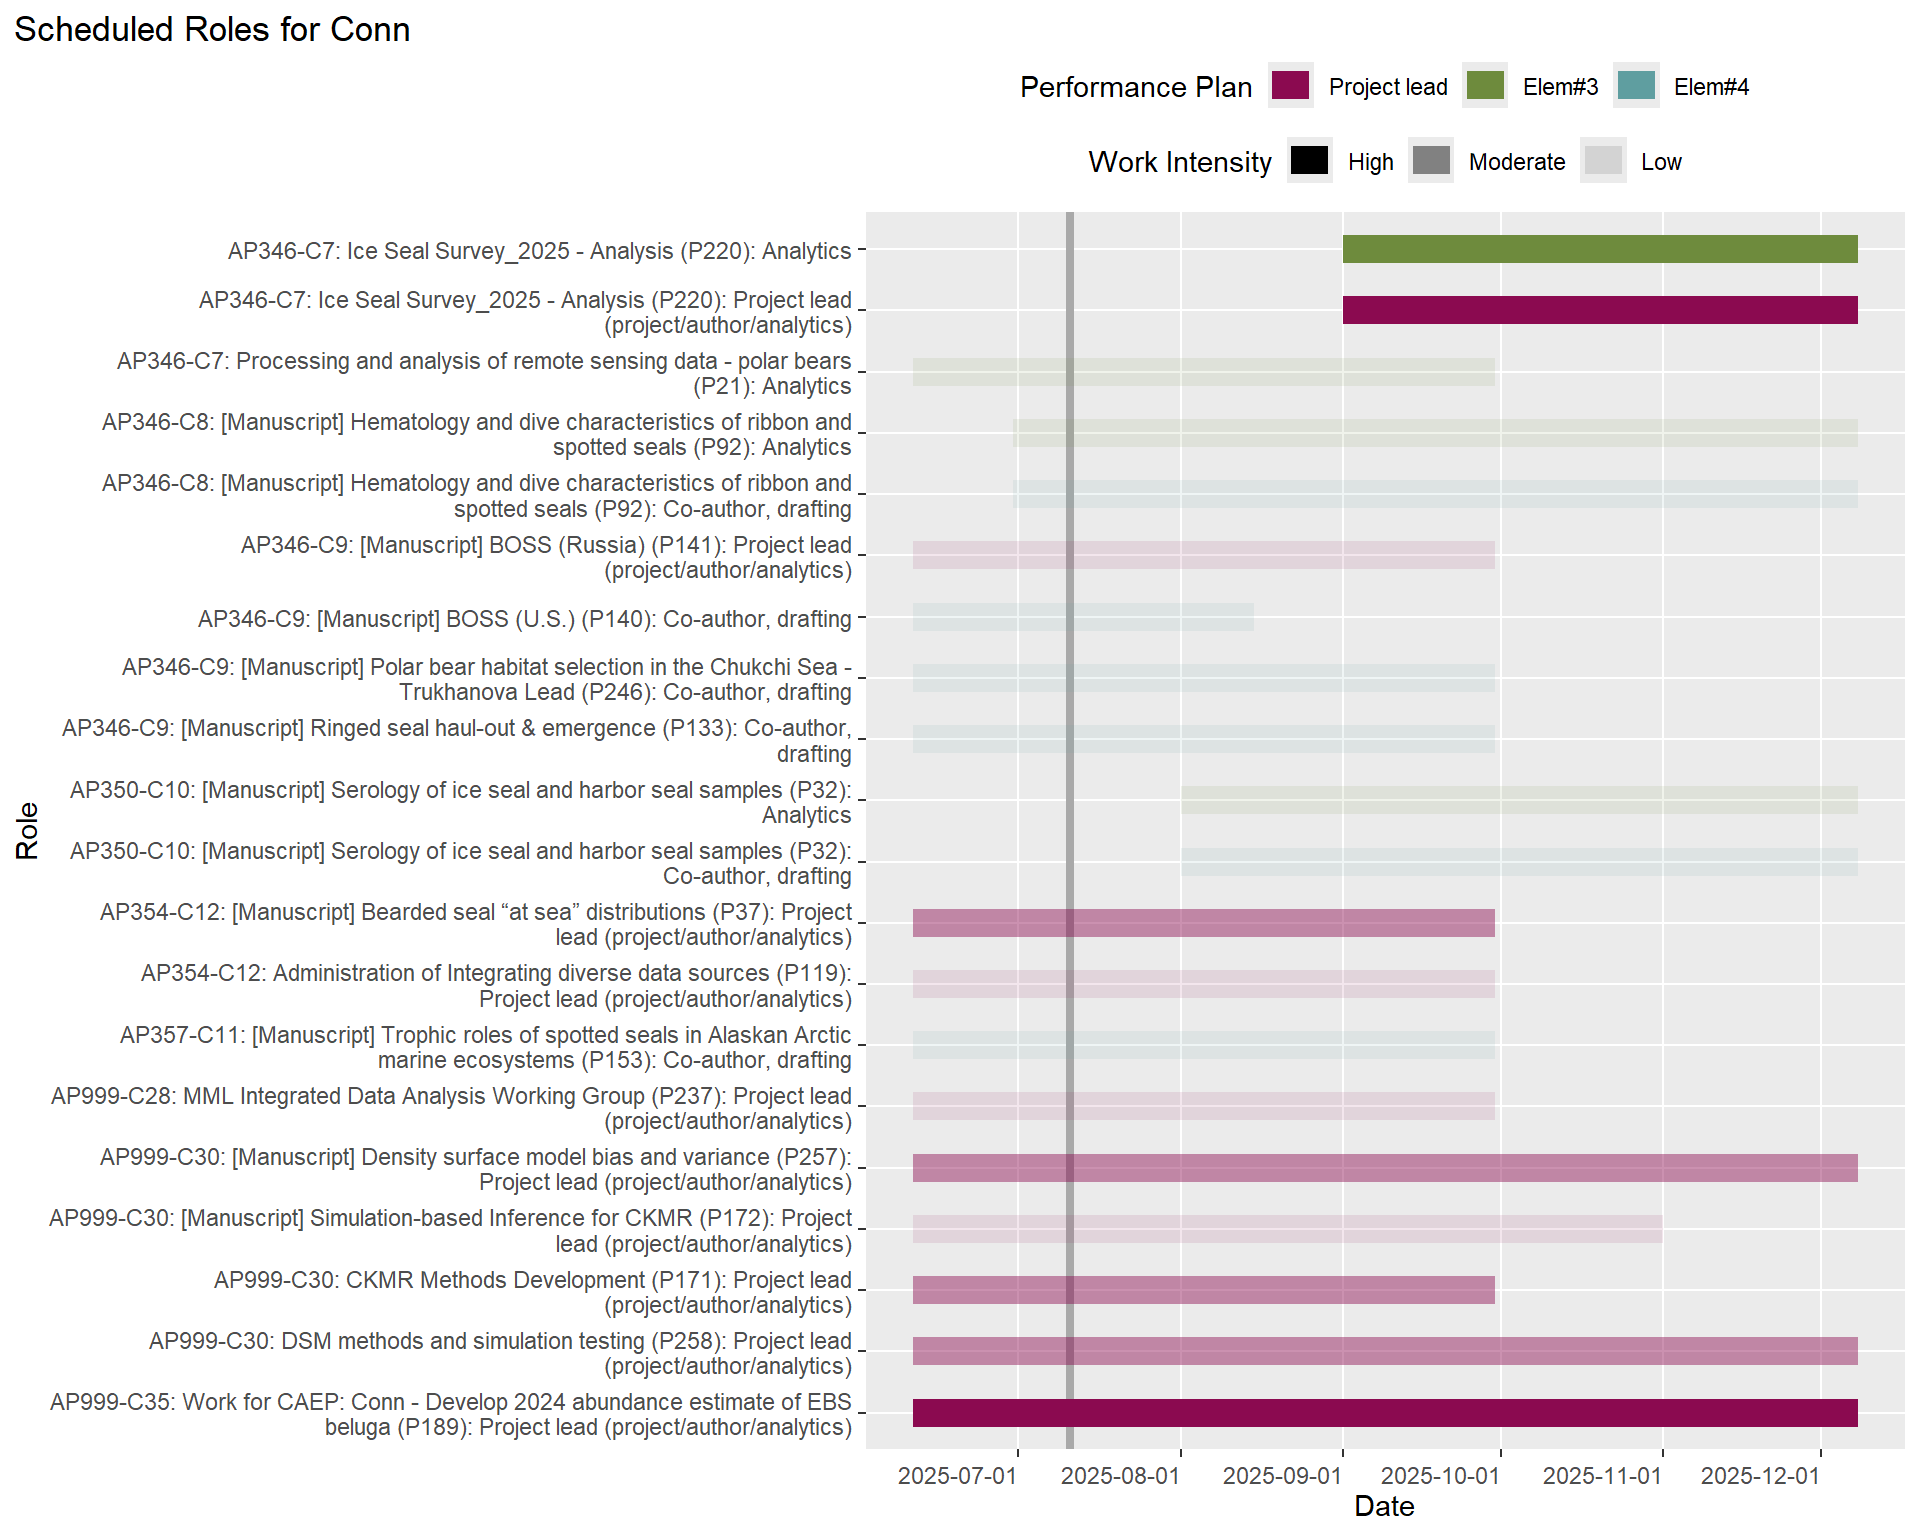 Scheduled Roles for Conn
Performance Plan Project lead Elem#3 Elem#4
Work Intensity High Moderate Low
AP346-C7: Ice Seal Survey_2025 - Analysis (P220): Analytics
AP346-C7: Ice Seal Survey_2025 - Analysis (P220): Project lead
(project/author/analytics)
AP346-C7: Processing and analysis of remote sensing data - polar bears
(P21): Analytics
AP346-C8: [Manuscript] Hematology and dive characteristics of ribbon and
spotted seals (P92): Analytics
AP346-C8: [Manuscript] Hematology and dive characteristics of ribbon and
spotted seals (P92): Co-author, drafting
AP346-C9: [Manuscript] BOSS (Russia) (P141): Project lead
(project/author/analytics)
AP346-C9: [Manuscript] BOSS (U.S.) (P140): Co-author, drafting
AP346-C9: [Manuscript] Polar bear habitat selection in the Chukchi Sea -
Trukhanova Lead (P246): Co-author, drafting
AP346-C9: [Manuscript] Ringed seal haul-out & emergence (P133): Co-author,
drafting
AP350-C10: [Manuscript] Serology of ice seal and harbor seal samples (P32):
Analytics
AP350-C10: [Manuscript] Serology of ice seal and harbor seal samples (P32):
Co-author, drafting
AP354-C12: [Manuscript] Bearded seal “at sea” distributions (P37): Project
lead (project/author/analytics)
AP354-C12: Administration of Integrating diverse data sources (P119):
Project lead (project/author/analytics)
AP357-C11: [Manuscript] Trophic roles of spotted seals in Alaskan Arctic
marine ecosystems (P153): Co-author, drafting
AP999-C28: MML Integrated Data Analysis Working Group (P237): Project lead
(project/author/analytics)
AP999-C30: [Manuscript] Density surface model bias and variance (P257):
Project lead (project/author/analytics)
AP999-C30: [Manuscript] Simulation-based Inference for CKMR (P172): Project
lead (project/author/analytics)
AP999-C30: CKMR Methods Development (P171): Project lead
(project/author/analytics)
AP999-C30: DSM methods and simulation testing (P258): Project lead
(project/author/analytics)
AP999-C35: Work for CAEP: Conn - Develop 2024 abundance estimate of EBS
beluga (P189): Project lead (project/author/analytics)
Role
2025-07-01 2025-08-01 2025-09-01 2025-10-01 2025-11-01 2025-12-01
Date